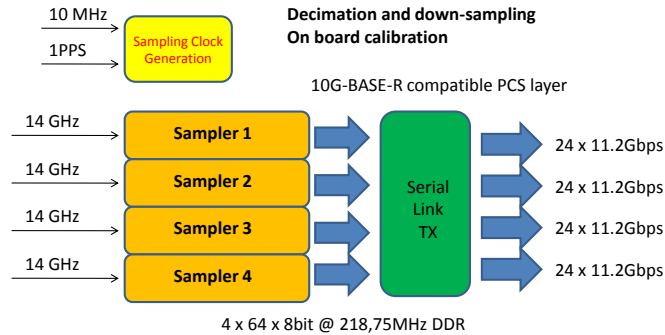 10 MHz
1PPS
Sampling Clock
Generation
Decimation and down-sampling
On board calibration
10G-BASE-R compatible PCS layer
14 GHz
Sampler 1
24 x 11.2Gbps
14 GHz
Sampler 2
24 x 11.2Gbps
14 GHz
Sampler 3
24 x 11.2Gbps
14 GHz
Sampler 4
24 x 11.2Gbps
Serial
Link
TX
4 x 64 x 8bit @ 218,75MHz DDR